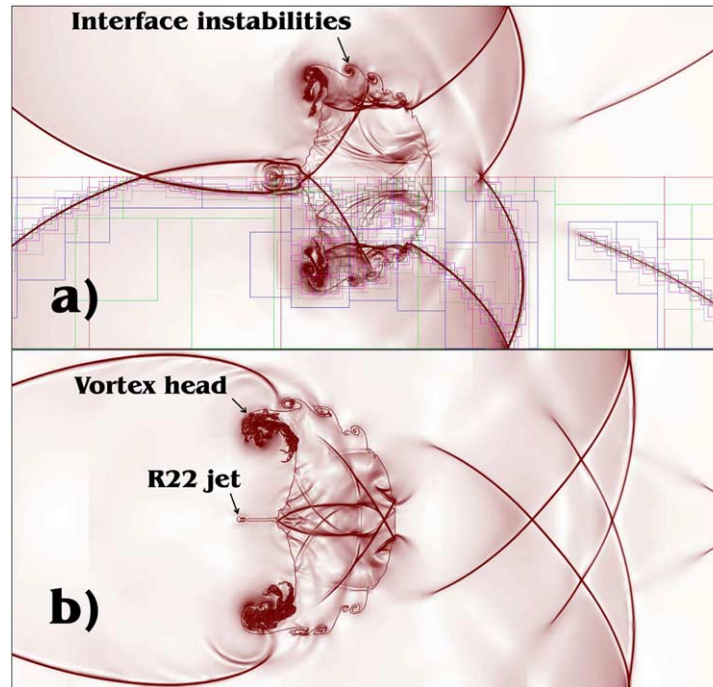 Interface instabilities
a)
Vortex head
R22 jet
b)